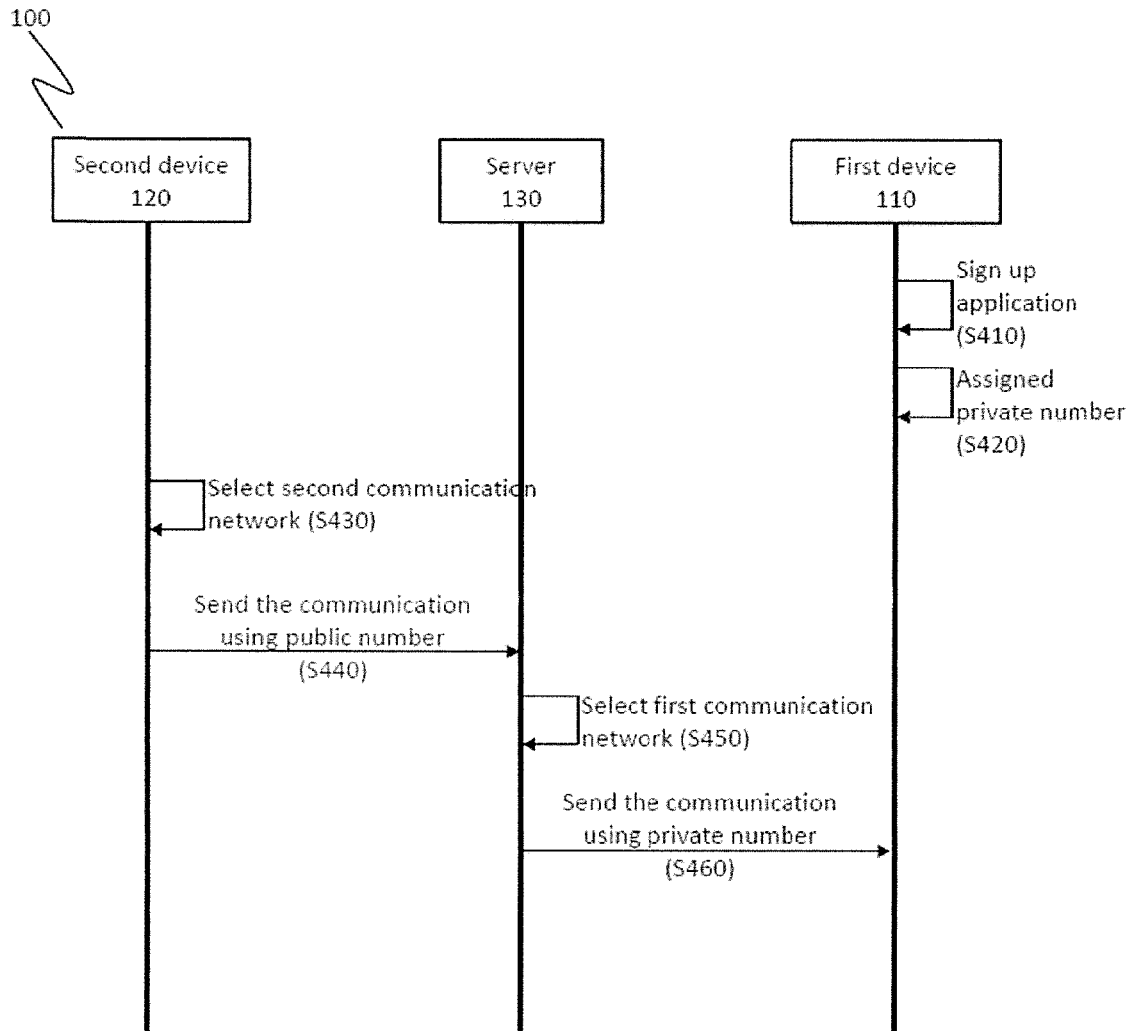 100
Second device
120
Server
130
First device
110
Sign up
application
(S410)
Assigned
private number
(S420)
Select second communication
network (S430)
Send the communication
using public number
(S440)
Select first communication
network (S450)
Send the communication
using private number
(S460)